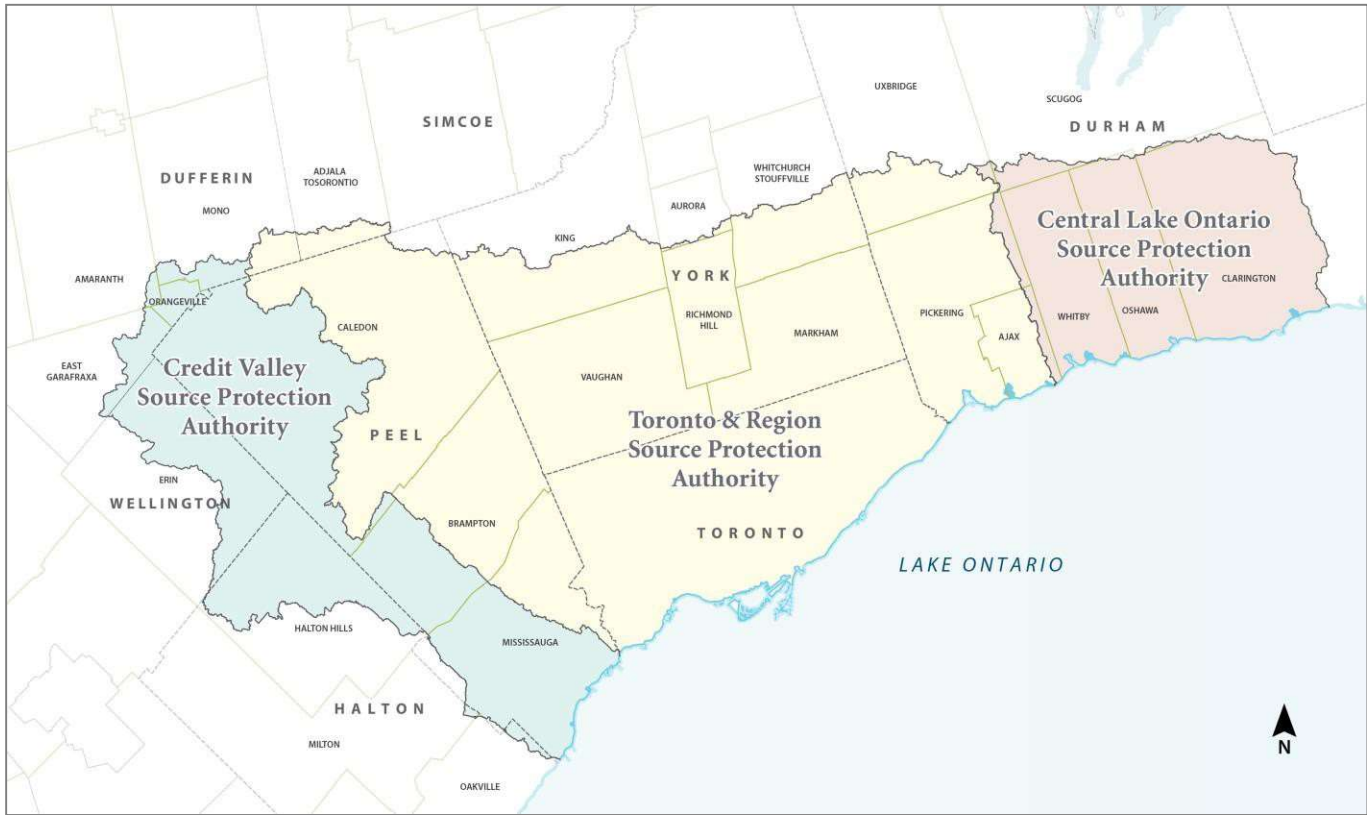 UXBRIDGE
SCUGOG
SIMCOE
DURHAM
DUFFERIN
ADJALA
TOSORONTIO
WHITCHURCH
STOUFFVILLE
MONO
AURORA
KING
Central Lake Ontario
Source Protection
Authority
AMARANTH
YORK
CLARINGTON
ORANGEVILLE
CALEDON
RICHMOND
HILL
MARKHAM
PICKERING
AJAX
WHITBY
OSHAWA
EAST
GARAFRAXA
Credit Valley
Source Protection
Authority
VAUGHAN
PEEL
Toronto & Region
Source Protection
Authority
ERIN
WELLINGTON
BRAMPTON
TORONTO
LAKE ONTARIO
HALTON HILLS
MISSISSAUGA
HALTON
MILTON
OAKVILLE
N